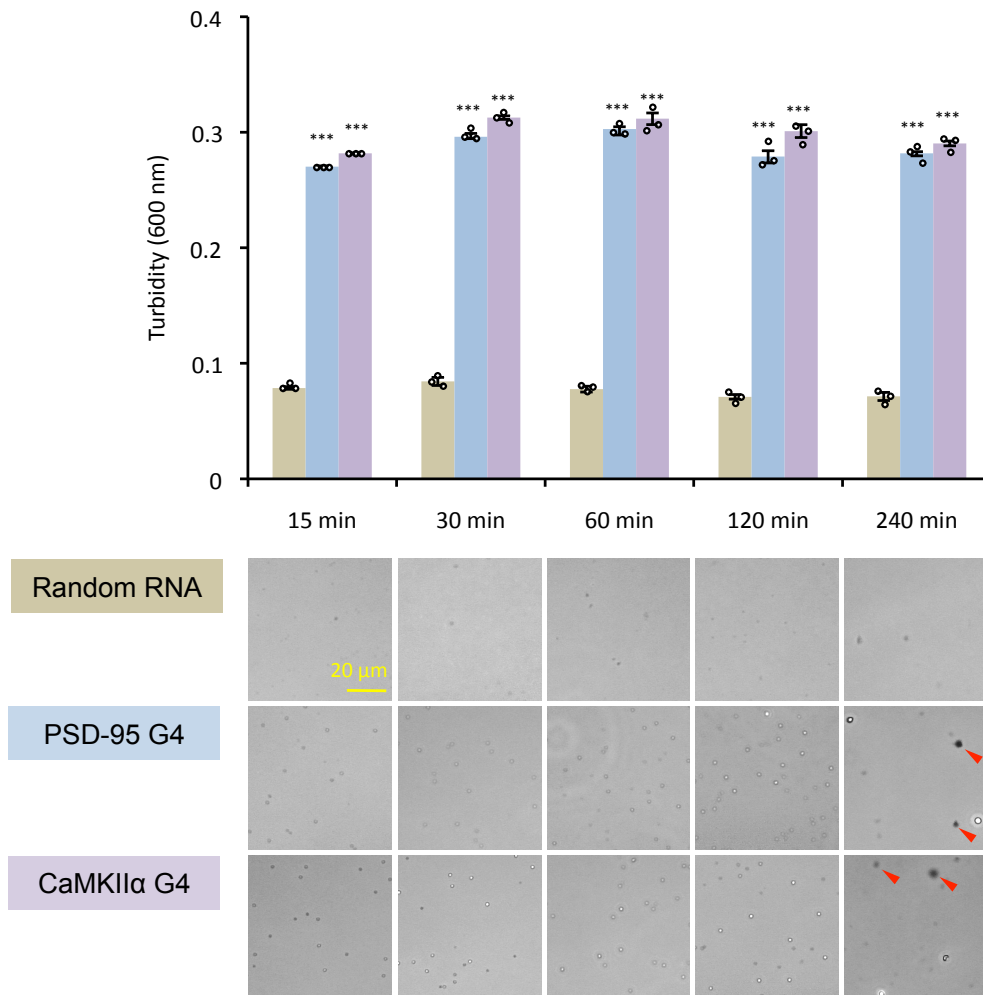 Turbidity (600 nm)
0.4
0.3
0.2
0.1
0
*** ***
*** ***
*** ***
*** ***
*** ***
15 min 30 min 60 min 120 min 240 min
Random RNA
20 μm
PSD-95 G4
CaMKIIα G4